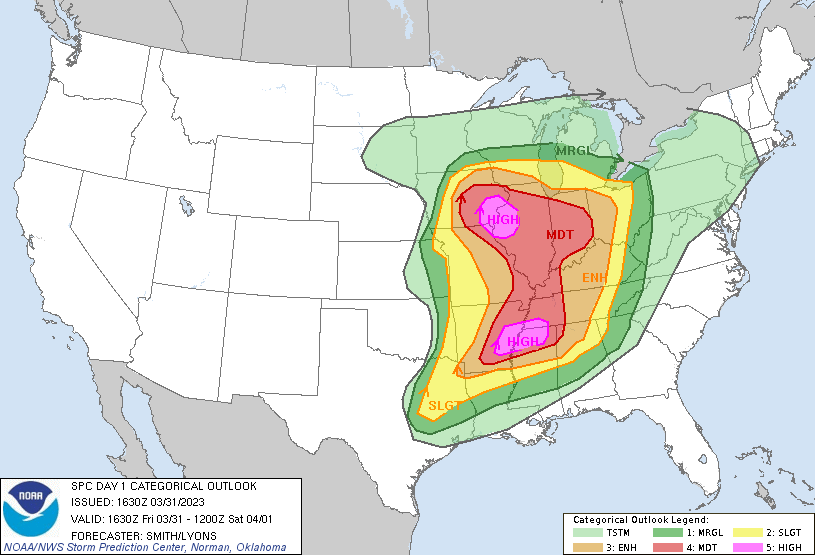 MRGL
HIGH
MDT
ENH
HIGH
SLGT
NOAA
SPC DAY 1 CATEGORICAL OUTLOOK
ISSUED: 1630Z 03/31/2023
VALID: 1630Z Fri 03/31 - 1200Z Sat 04/01
FORECASTER: SMITH/LYONS
NOAA/NWS Storm Prediction Center, Norman, Oklahoma
Categorical Outlook Legend:
TSTM 1: MRGL 2: SLGT
3: ENH 4: MDT 5: HIGH